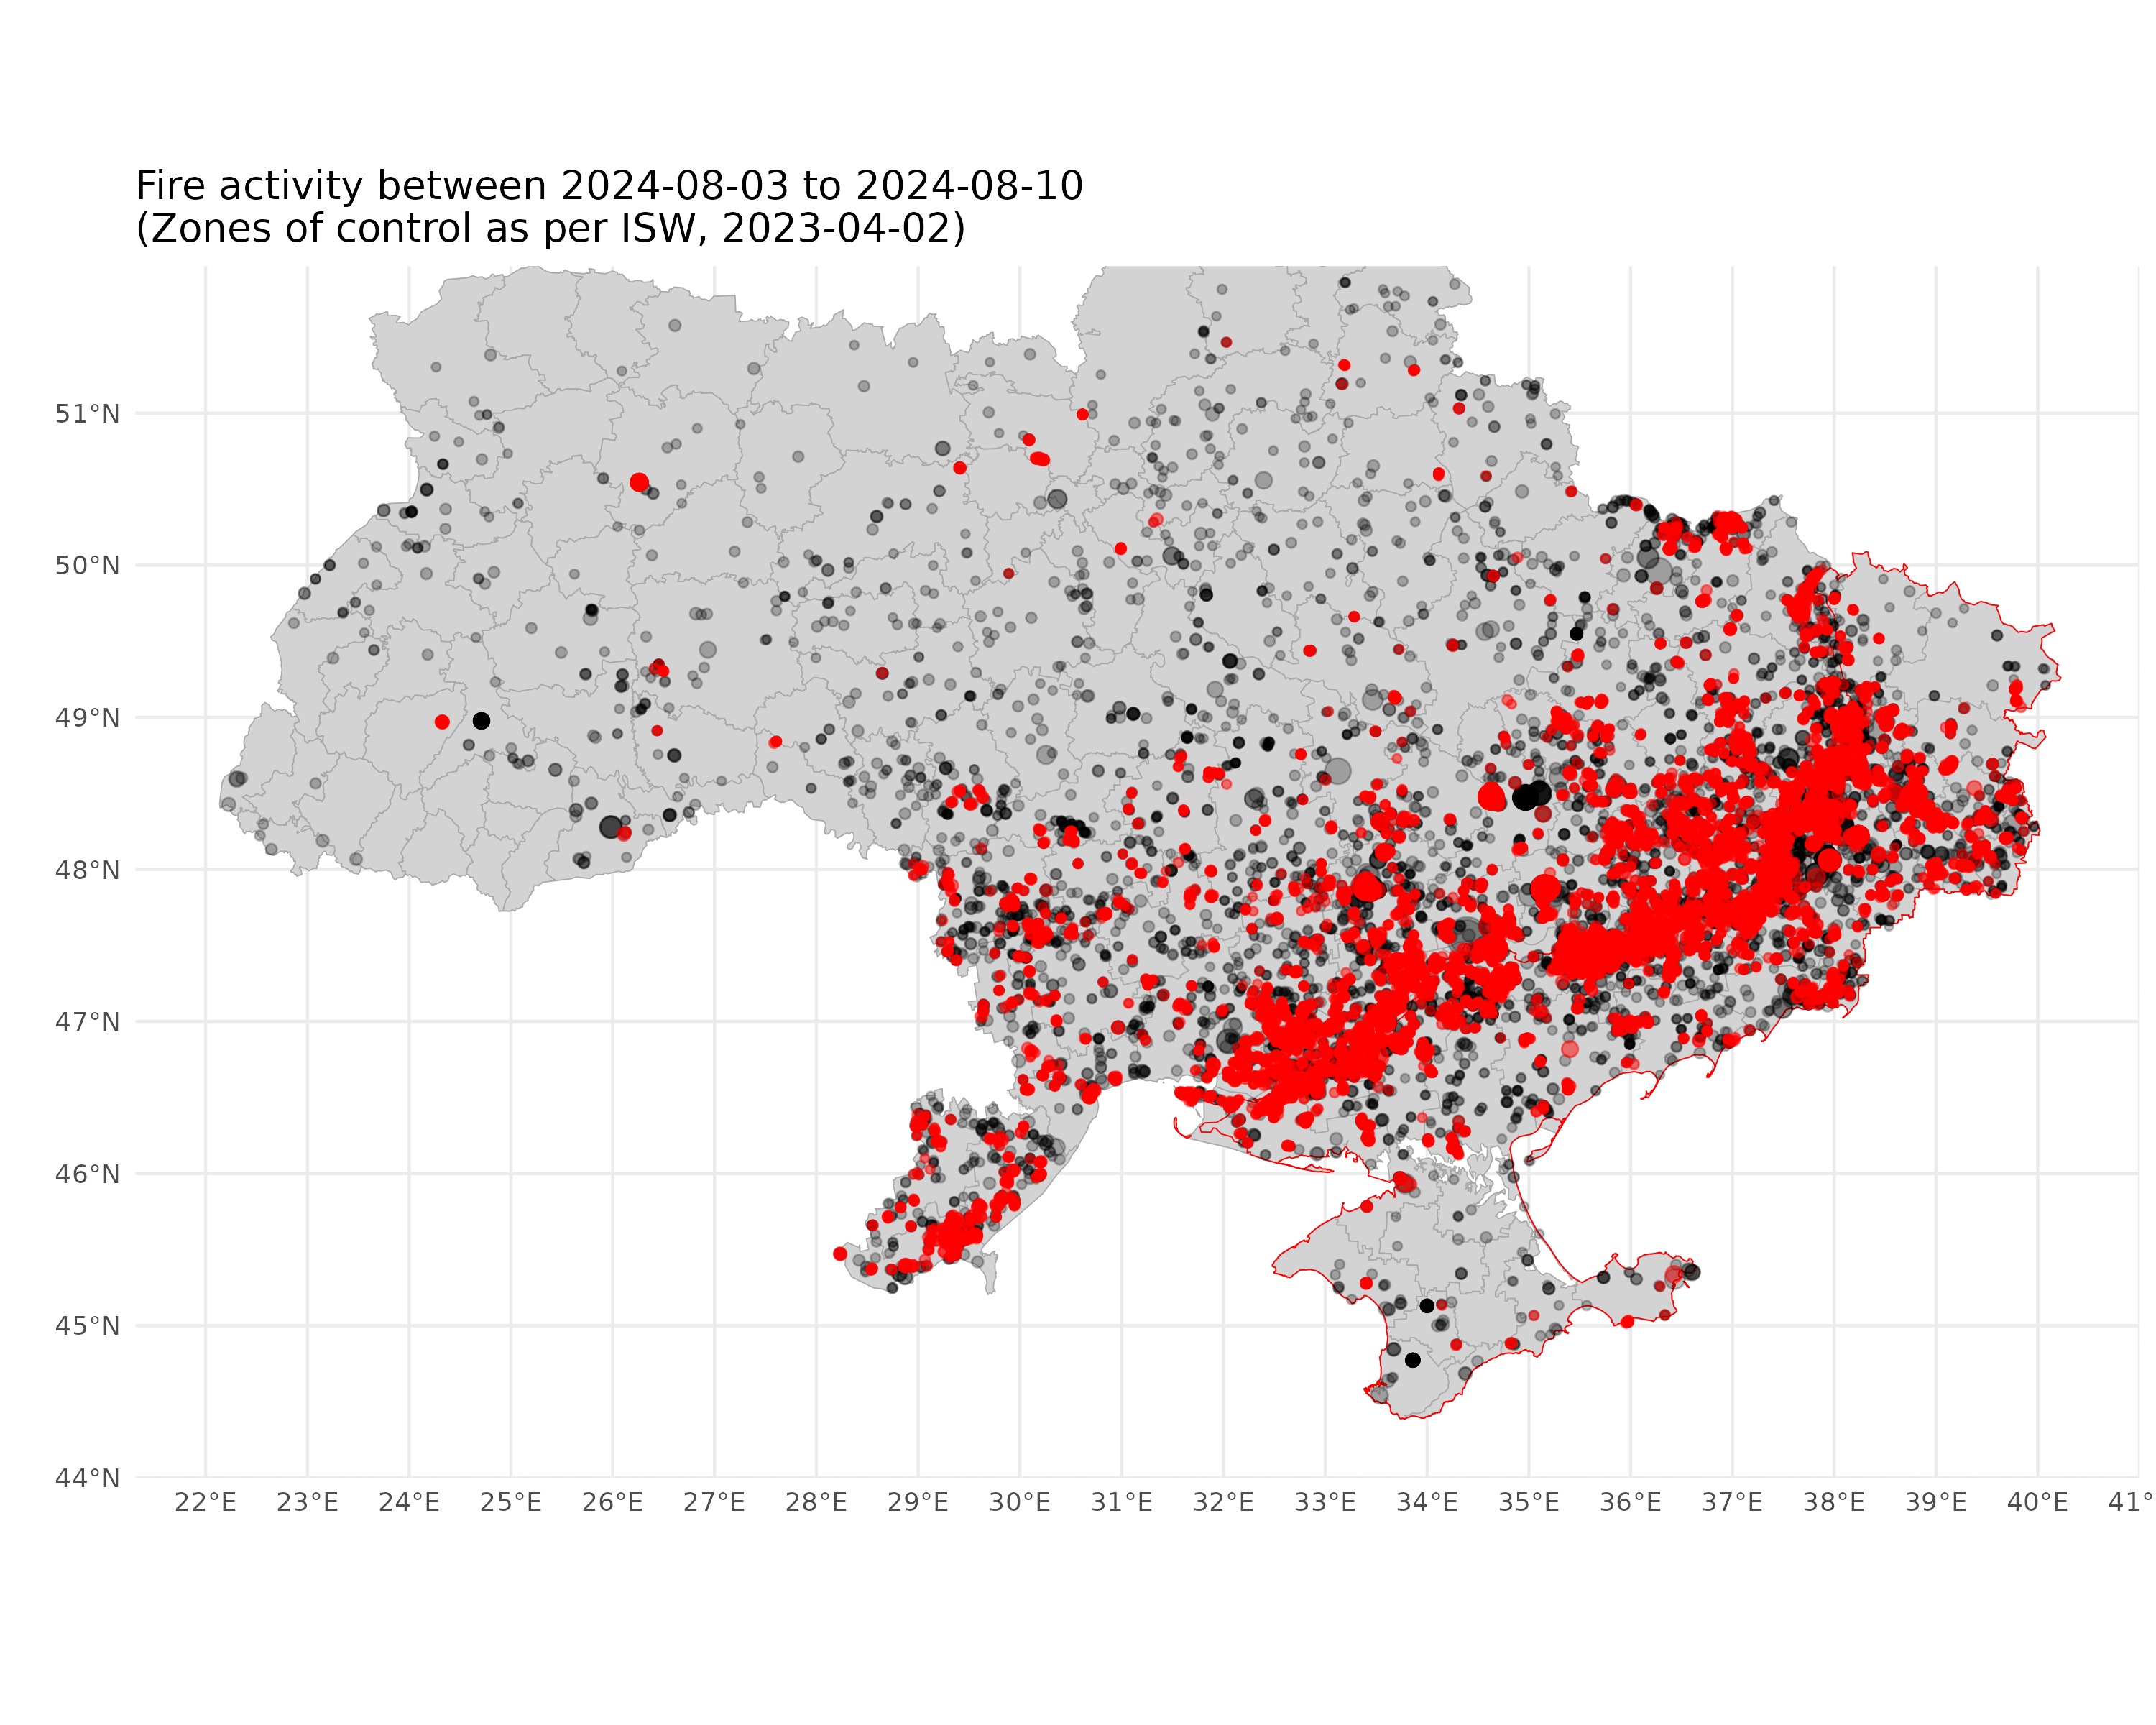 Fire activity between 2024-08-03 to 2024-08-10
(Zones of control as per ISW, 2023-04-02)
51°N
50°N
49°N
48°N
47°N
46°N
45°N
44°N
22°E 23°E 24°E 25°E 26°E 27°E 28°E 29°E 30°E 31°E 32°E 33°E 34°E 35°E 36°E 37°E 38°E 39°E 40°E 41°